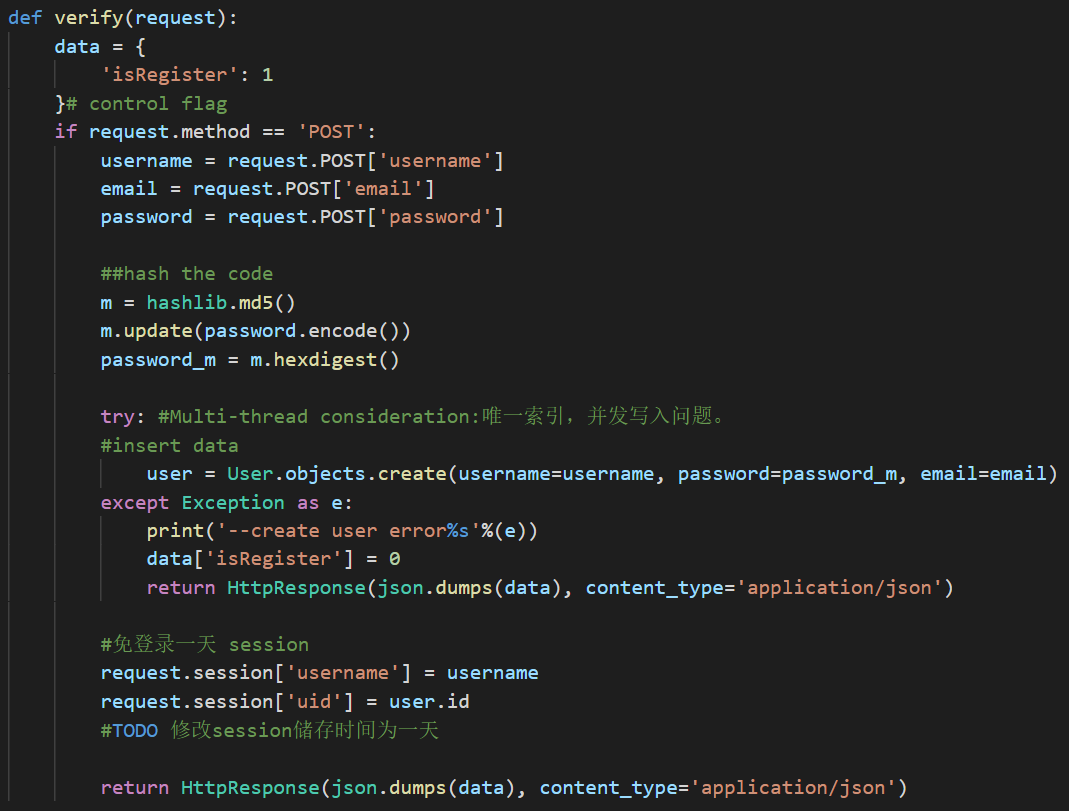 def verify(request):
    data = {
        'isRegister': 1
    }# control flag
    if request.method == 'POST':
        username = request.POST['username']
        email = request.POST['email']
        password = request.POST['password']

        ##hash the code
        m = hashlib.md5()
        m.update(password.encode())
        password_m = m.hexdigest()

        try: #Multi-thread consideration:唯一索引，并发写入问题。
        #insert data
            user = User.objects.create(username=username, password=password_m, email=email)
        except Exception as e:
            print('--create user error%s'%(e))
            data['isRegister'] = 0
            return HttpResponse(json.dumps(data), content_type='application/json')

        #免登录一天 session
        request.session['username'] = username
        request.session['uid'] = user.id
        #TODO 修改session储存时间为一天

        return HttpResponse(json.dumps(data), content_type='application/json')